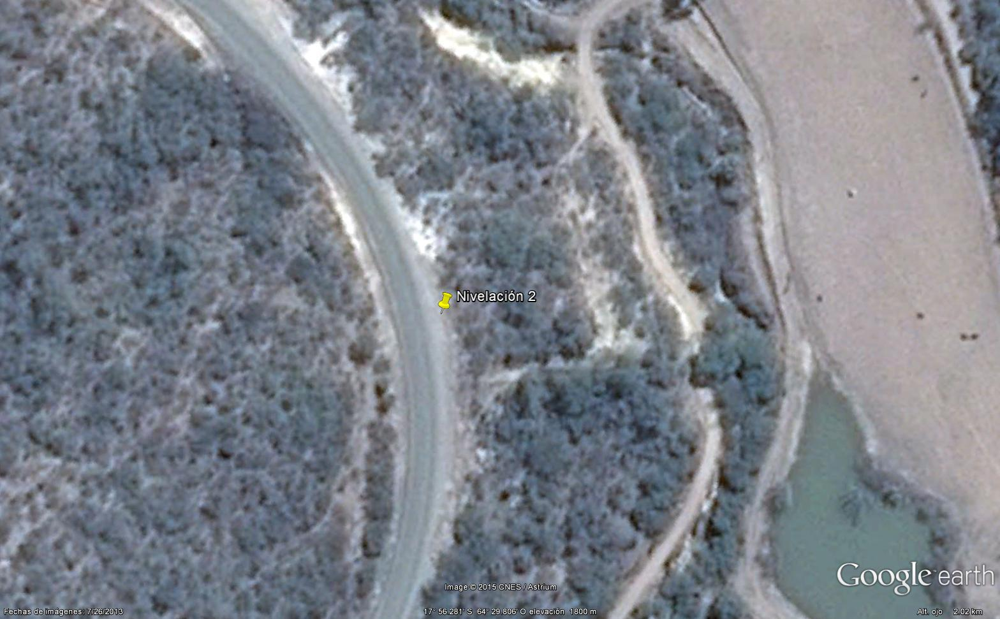 Nivelación 2
Google earth
Image © 2015 CNES / Astrium
Fechas de imágenes: 7/26/2013 17° 56.281' S 64° 29.806' O elevación 1800 m Alt. ojo 2.02 km